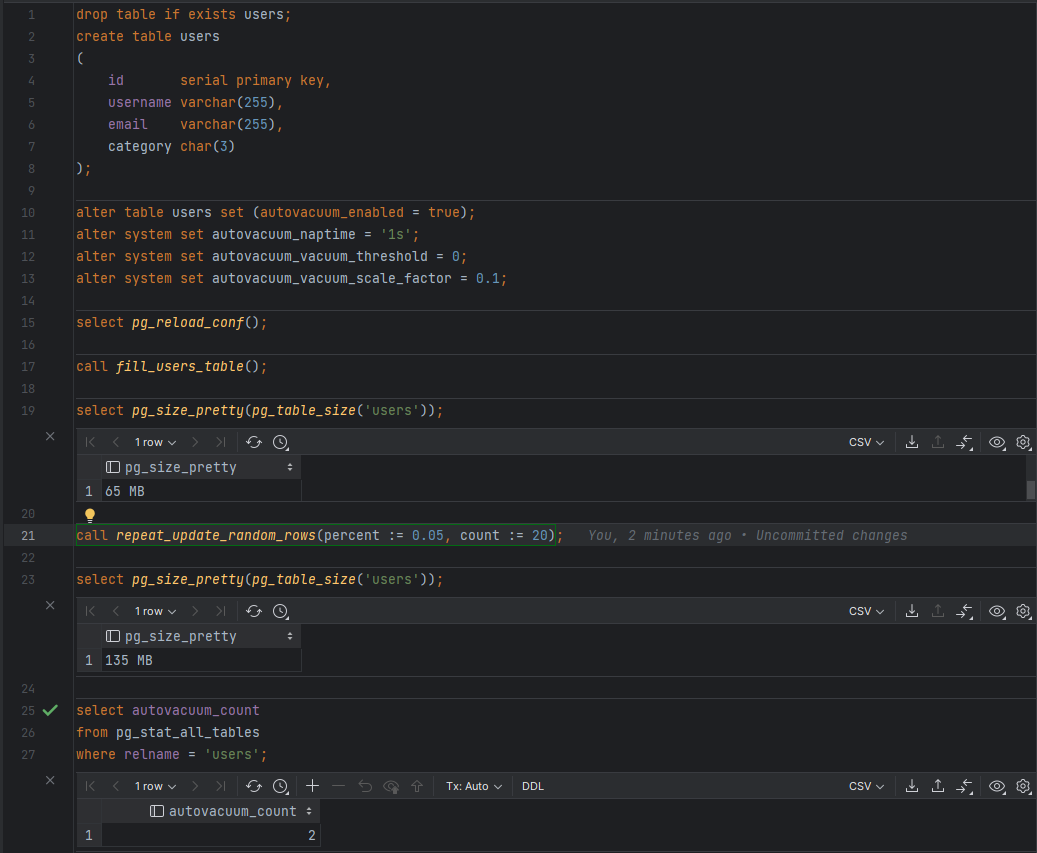 1 drop table if exists users;
2 create table users
3 (
4 id serial primary key,
5 username varchar(255),
6 email varchar(255),
7 category char(3)
8 );
9
10 alter table users set (autovacuum_enabled = true);
11 alter system set autovacuum_naptime = '1s';
12 alter system set autovacuum_vacuum_threshold = 0;
13 alter system set autovacuum_vacuum_scale_factor = 0.1;
14
15 select pg_reload_conf();
16
17 call fill_users_table();
18
19 select pg_size_pretty(pg_table_size('users'));
1 row CSV
pg_size_pretty
1 65 MB
20
21 call repeat_update_random_rows(percent := 0.05, count := 20); You, 2 minutes ago • Uncommitted changes
22
23 select pg_size_pretty(pg_table_size('users'));
1 row CSV
pg_size_pretty
1 135 MB
24
25 select autovacuum_count
26 from pg_stat_all_tables
27 where relname = 'users';
1 row Tx: Auto DDL CSV
autovacuum_count
1 2